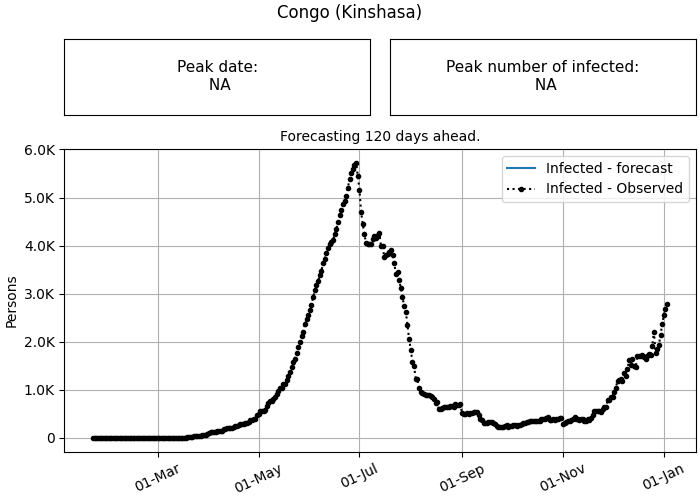 Congo (Kinshasa)
Peak date:
NA
Peak number of infected:
NA
Forecasting 120 days ahead.
Infected - forecast
Infected - Observed
6.0K
5.0K
4.0K
3.0K
2.0K
1.0K
0
Persons
01-Mar
01-May
01-Jul
01-Sep
01-Nov
01-Jan